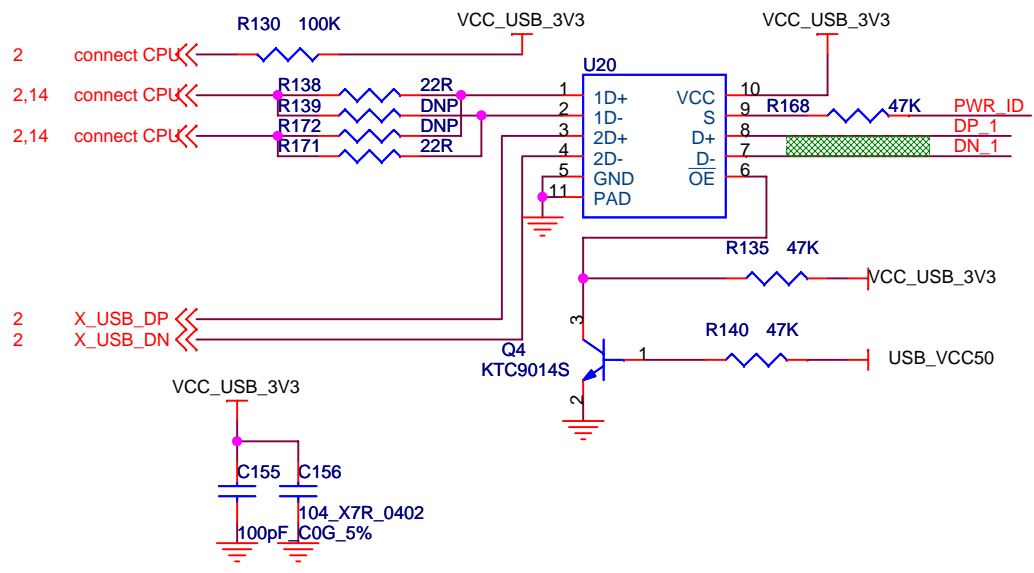 R130 100K
VCC_USB_3V3
VCC_USB_3V3
2 connect CPU
U20
2,14 connect CPU
R138 22R
1 1D+
VCC 10
R139 DNP
2 1D-
S 9
R168 47K
PWR_ID
2,14 connect CPU
R172 DNP
3 2D+
D+ 8
DP_1
R171 22R
4 2D-
D- 7
DN_1
5 GND
OE 6
11 PAD
R135 47K
VCC_USB_3V3
2 X_USB_DP
2 X_USB_DN
3
R140 47K
Q4
KTC9014S
1
USB_VCC50
2
VCC_USB_3V3
C155
C156
104_X7R_0402
100pF_C0G_5%